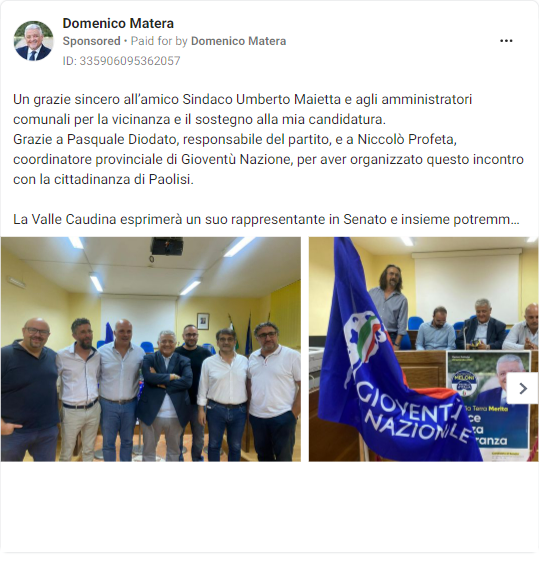 Domenico Matera
Sponsored • Paid for by Domenico Matera
ID: 335906095362057
Un grazie sincero all'amico Sindaco Umberto Maietta e agli amministratori
comunali per la vicinanza e il sostegno alla mia candidatura.
Grazie a Pasquale Diodato, responsabile del partito, e a Niccolò Profeta,
coordinatore provinciale di Gioventù Nazione, per aver organizzato questo incontro
con la cittadinanza di Paolisi.
La Valle Caudina esprimerà un suo rappresentante in Senato e insieme potremm...
GIOVENTÙ
NAZIONALE
MELONI
Terra Merita